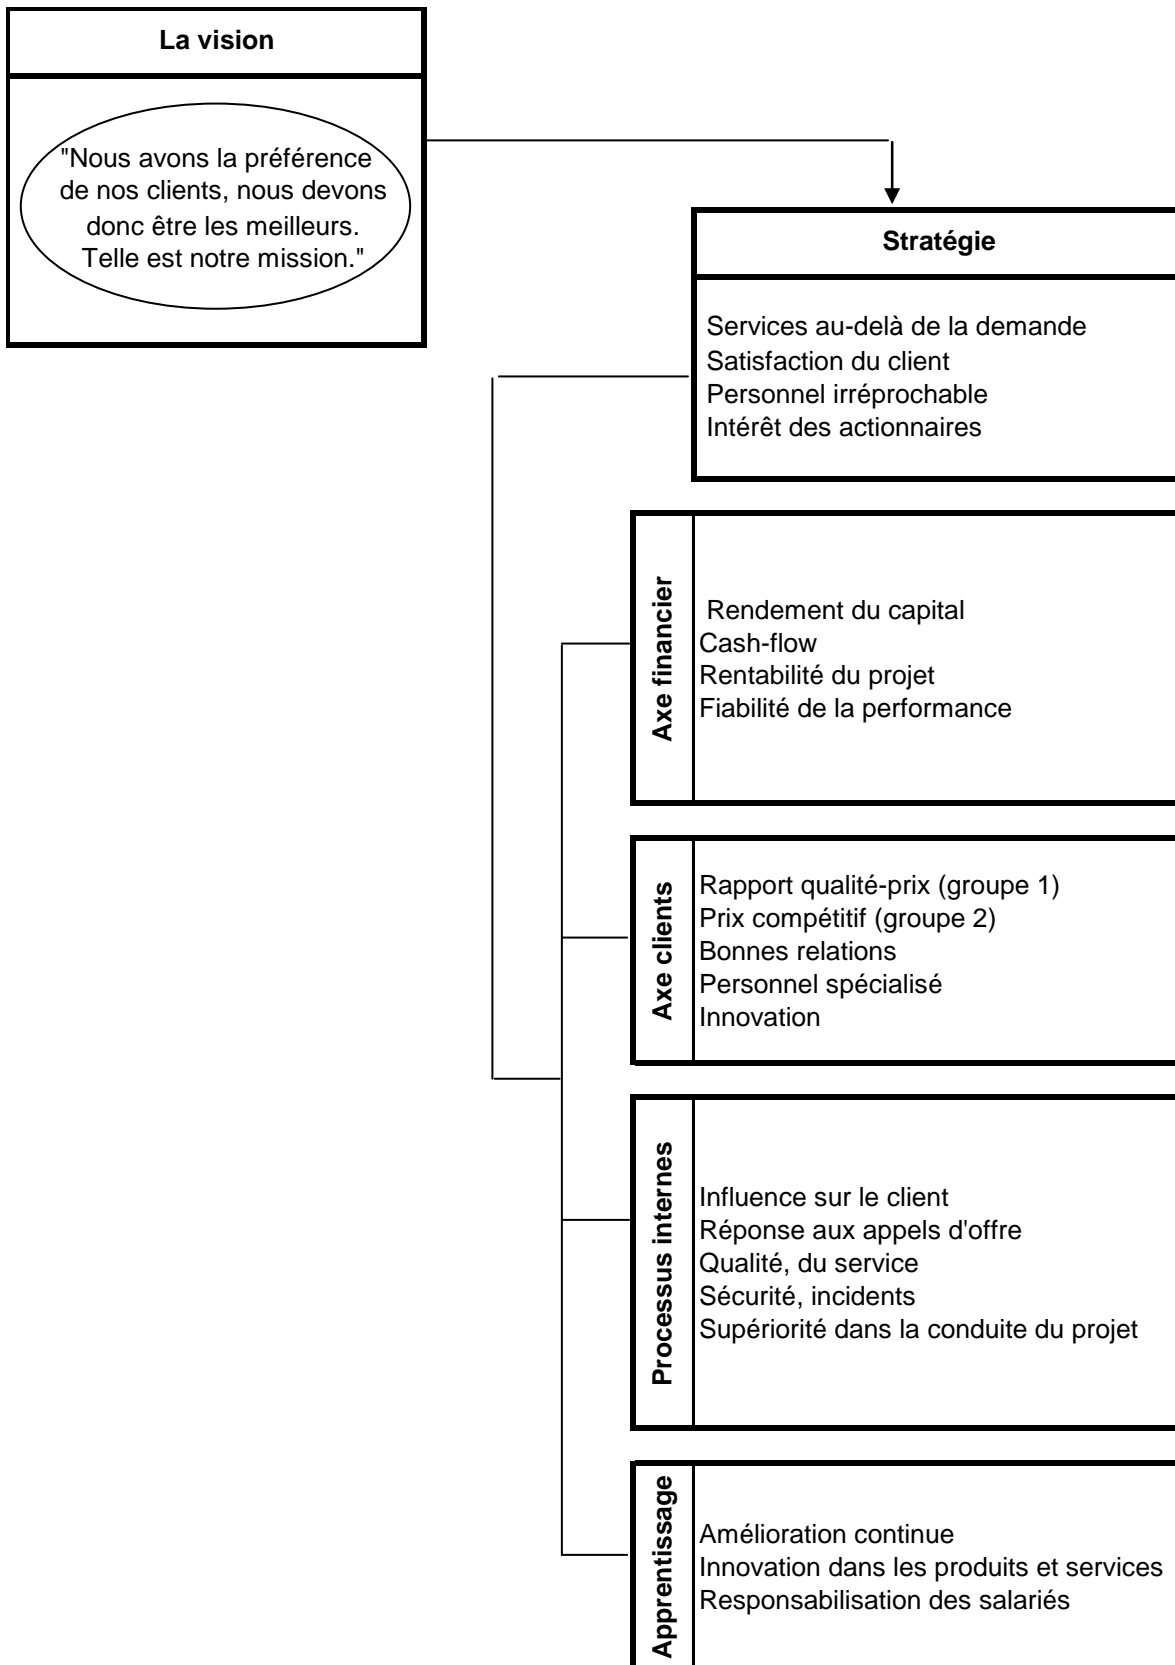 La vision
"Nous avons la préférence
de nos clients, nous devons
donc être les meilleurs.
Telle est notre mission."
Stratégie
Services au-delà de la demande
Satisfaction du client
Personnel irréprochable
Intérêt des actionnaires
Axe financier
Rendement du capital
Cash-flow
Rentabilité du projet
Fiabilité de la performance
Axe clients
Rapport qualité-prix (groupe 1)
Prix compétitif (groupe 2)
Bonnes relations
Personnel spécialisé
Innovation
Processus internes
Influence sur le client
Réponse aux appels d'offre
Qualité, du service
Sécurité, incidents
Supériorité dans la conduite du projet
Apprentissage
Amélioration continue
Innovation dans les produits et services
Responsabilisation des salariés